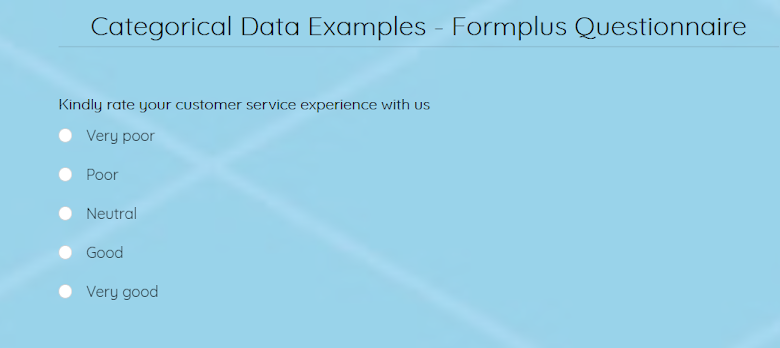 Categorical Data Examples - Formplus Questionnaire
Kindly rate your customer service experience with us
Very poor
Poor
Neutral
Good
Very good